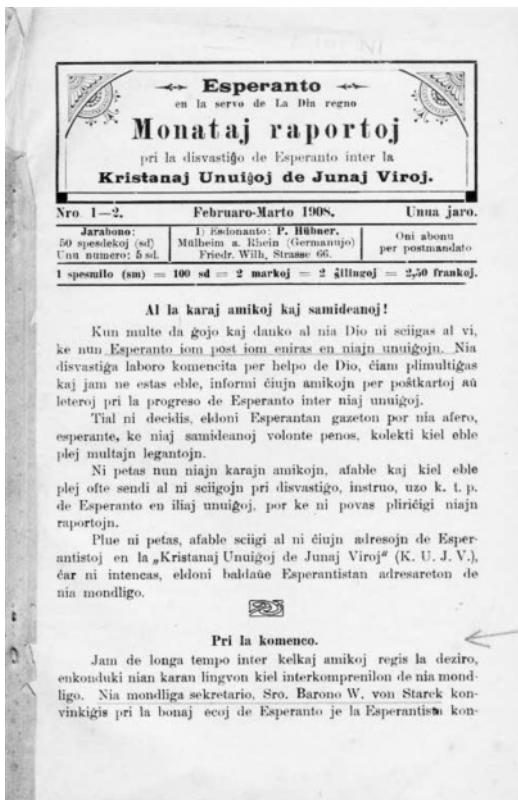 Esperanto
en la servo de La Dia regno
Monataj raportoj
pri la disvastiĝo de Esperanto inter la
Kristanaj Unuiĝoj de Junaj Viroj.
Nro. 1—2. Februaro-Marto 1908. Unua jaro.
Jarabono:
50 spesdekoj (sd)
Unu numero: 5 sd.
1) Esdonanto: P. Hübner.
Mülheim a. Rhein (Germanujo)
Friedr. Wilh. Strasse 66.
Oni abonu
per postmandato
1 spesmilo (sm) = 100 sd = 2 markoj = 2 ŝilingoj = 2,50 frankoj.
Al la karaj amikoj kaj samideanoj!
Kun multe da ĝojo kaj danko al nia Dio ni sciigas al vi,
ke nun Esperanto iom post iom eniras en niajn unuiĝojn. Nia
disvastiga laboro komencita per helpo de Dio, ĉiam plimultiĝas
kaj jam ne estas eble, informi ĉiujn amikojn per poŝtkartoj aŭ
leteroj pri la progreso de Esperanto inter niaj unuiĝoj.
Tial ni decidis, eldoni Esperantan gazeton por nia afero,
esperante, ke niaj samideanoj volonte penos, kolekti kiel eble
plej multajn legantojn.
Ni petas nun niajn karajn amikojn, afable kaj kiel eble
plej ofte sendi al ni sciigojn pri disvastiĝo, instruo, uzo k. t. p.
de Esperanto en iliaj unuiĝoj, por ke ni povas pliriĉigi niajn
raportojn.
Plue ni petas, afable sciigi al ni ĉiujn adresojn de Esper-
antistoj en la „Kristanaj Unuiĝoj de Junaj Viroj" (K. U. J. V.),
ĉar ni intencas, eldoni baldaŭe Esperantistan adresareton de
nia mondligo.
Pri la komenco.
Jam de longa tempo inter kelkaj amikoj regis la deziro,
enkonduki nian karan lingvon kiel interkomprenilon de nia mond-
ligo. Nia mondliga sekretario, Sro. Barono W. von Starck kon-
vinkiĝis pri la bonaj ecoj de Esperanto je la Esperantista kon-